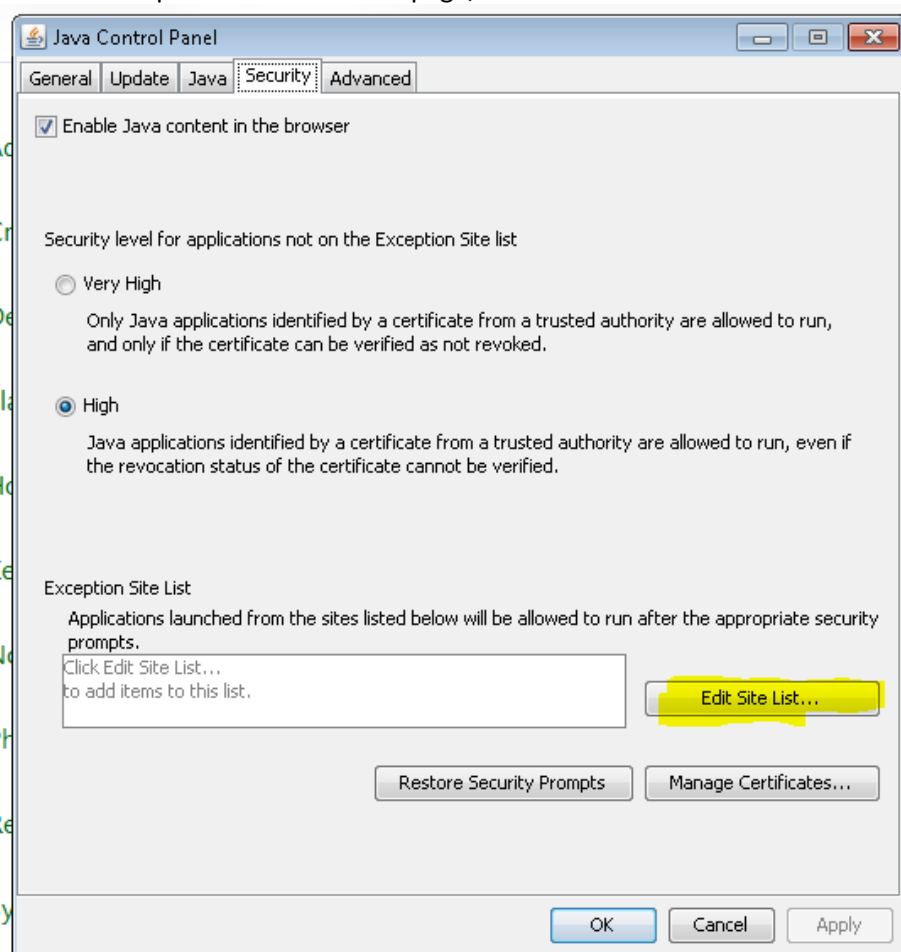 Java Control Panel
General Update Java Security Advanced
Enable Java content in the browser
Security level for applications not on the Exception Site list
Very High
Only Java applications identified by a certificate from a trusted authority are allowed to run,
and only if the certificate can be verified as not revoked.
High
Java applications identified by a certificate from a trusted authority are allowed to run, even if
the revocation status of the certificate cannot be verified.
Exception Site List
Applications launched from the sites listed below will be allowed to run after the appropriate security
prompts.
Click Edit Site List...
to add items to this list.
Edit Site List...
Restore Security Prompts
Manage Certificates...
OK
Cancel
Apply